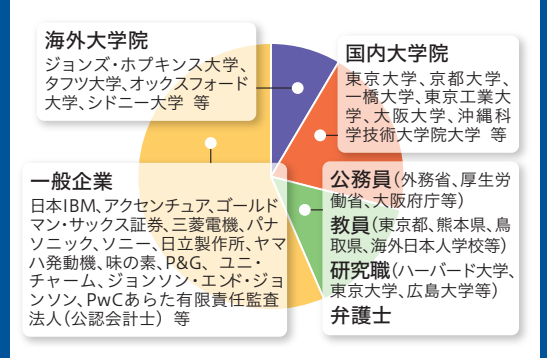 海外大学院
ジョンズ・ホプキンス大学、
タフツ大学、オックスフォード
大学、シドニー大学 等
国内大学院
東京大学、京都大学、
一橋大学、東京工業大
学、大阪大学、沖縄科
学技術大学院大学 等
一般企業
日本IBM、アクセンチュア、ゴールド
マン・サックス証券、三菱電機、パナ
ソニック、ソニー、日立製作所、ヤマ
ハ発動機、味の素、P&G、ユニ・
チャーム、ジョンソン・エンド・ジョ
ンソン、PwCあらた有限責任監査
法人(公認会計士) 等
公務員(外務省、厚生労
働省、大阪府庁等)
教員(東京都、熊本県、鳥
取県、海外日本人学校等)
研究職(ハーバード大学、
東京大学、広島大学等)
弁護士